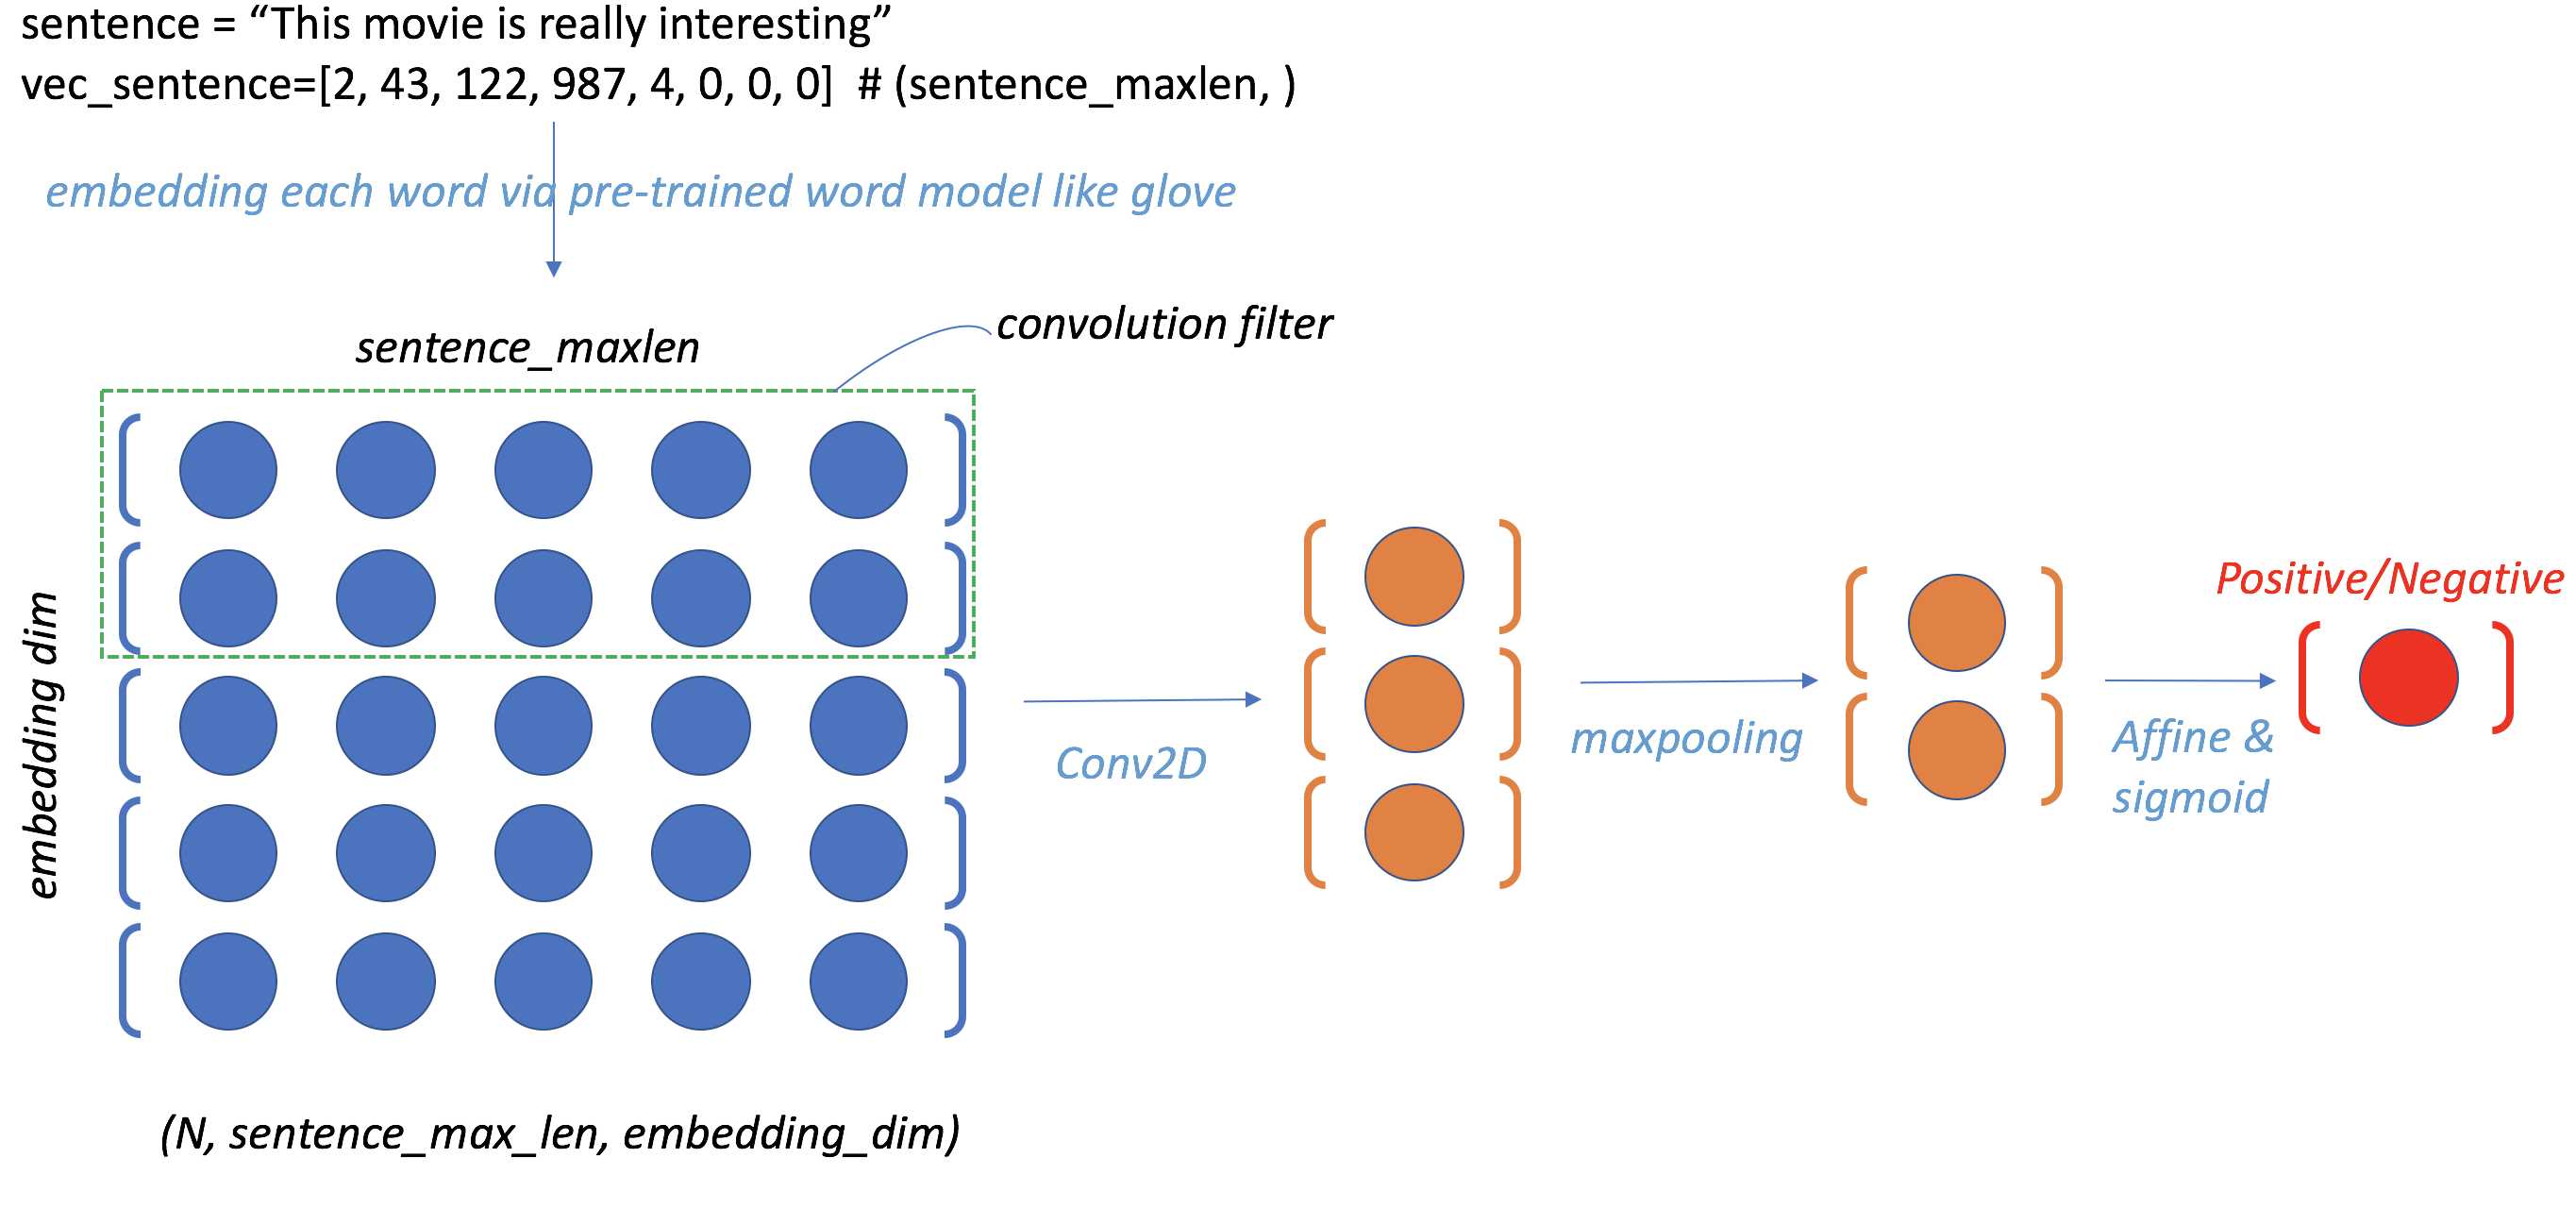 sentence = “This movie is really interesting”
vec_sentence=[2, 43, 122, 987, 4, 0, 0, 0]  # (sentence_maxlen, )
embedding each word via pre-trained word model like glove
convolution filter
sentence_maxlen
embedding dim
Conv2D
maxpooling
Affine &
sigmoid
Positive/Negative
(N, sentence_max_len, embedding_dim)